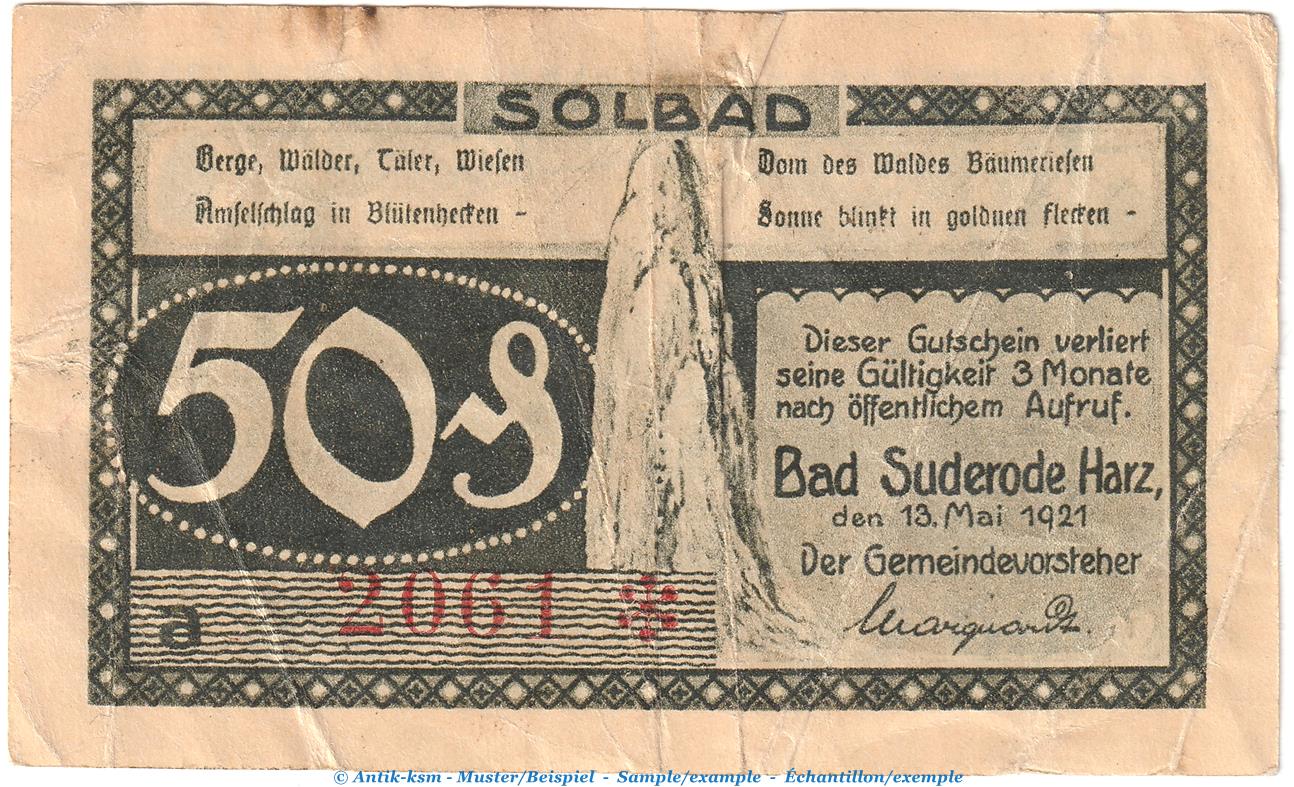 SOLBAD
Berge, Wälder, Täler, Wiesen
Amselschlag in Blütenhecken -
Dom des Waldes Bäumeriesen
Sonne blinkt in goldnen Flecken -
50 ₰
Dieser Gutschein verliert
seine Gültigkeit 3 Monate
nach öffentlichem Aufruf.
Bad Suderode Harz,
den 13. Mai 1921
Der Gemeindevorsteher
Marquardt.
a
2061 ✻
© Antik-ksm - Muster/Beispiel - Sample/example - Échantillon/exemple